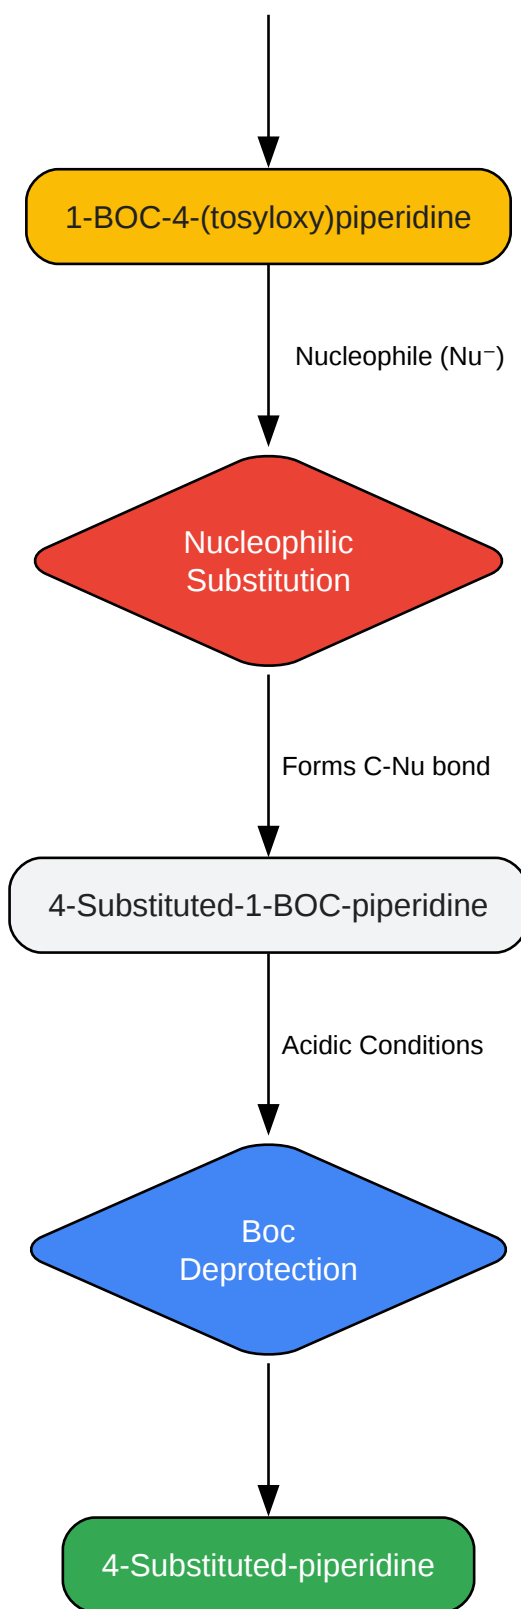 1-BOC-4-(tosyloxy)piperidine
Nucleophile (Nu⁻)
Nucleophilic
Substitution
Forms C-Nu bond
4-Substituted-1-BOC-piperidine
Acidic Conditions
Boc
Deprotection
4-Substituted-piperidine